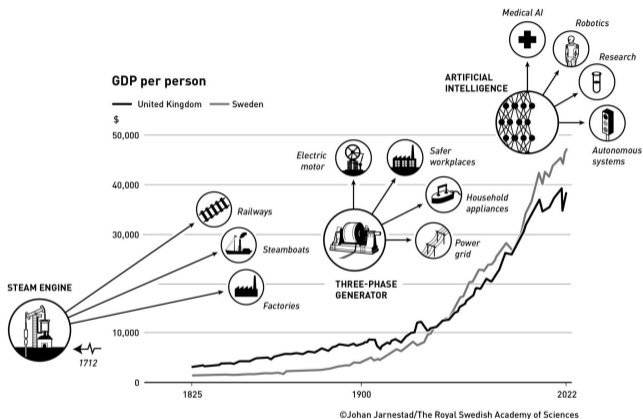 Medical AI
Robotics
Research
ARTIFICIAL
INTELLIGENCE
Autonomous
systems
GDP per person
United Kingdom
Sweden
$
50,000
40,000
30,000
10,000
0
Electric
motor
Safer
workplaces
Household
appliances
Power
grid
THREE-PHASE
GENERATOR
Railways
Steamboats
Factories
STEAM ENGINE
1712
1825
1900
2022
©Johan Jarnestad/The Royal Swedish Academy of Sciences